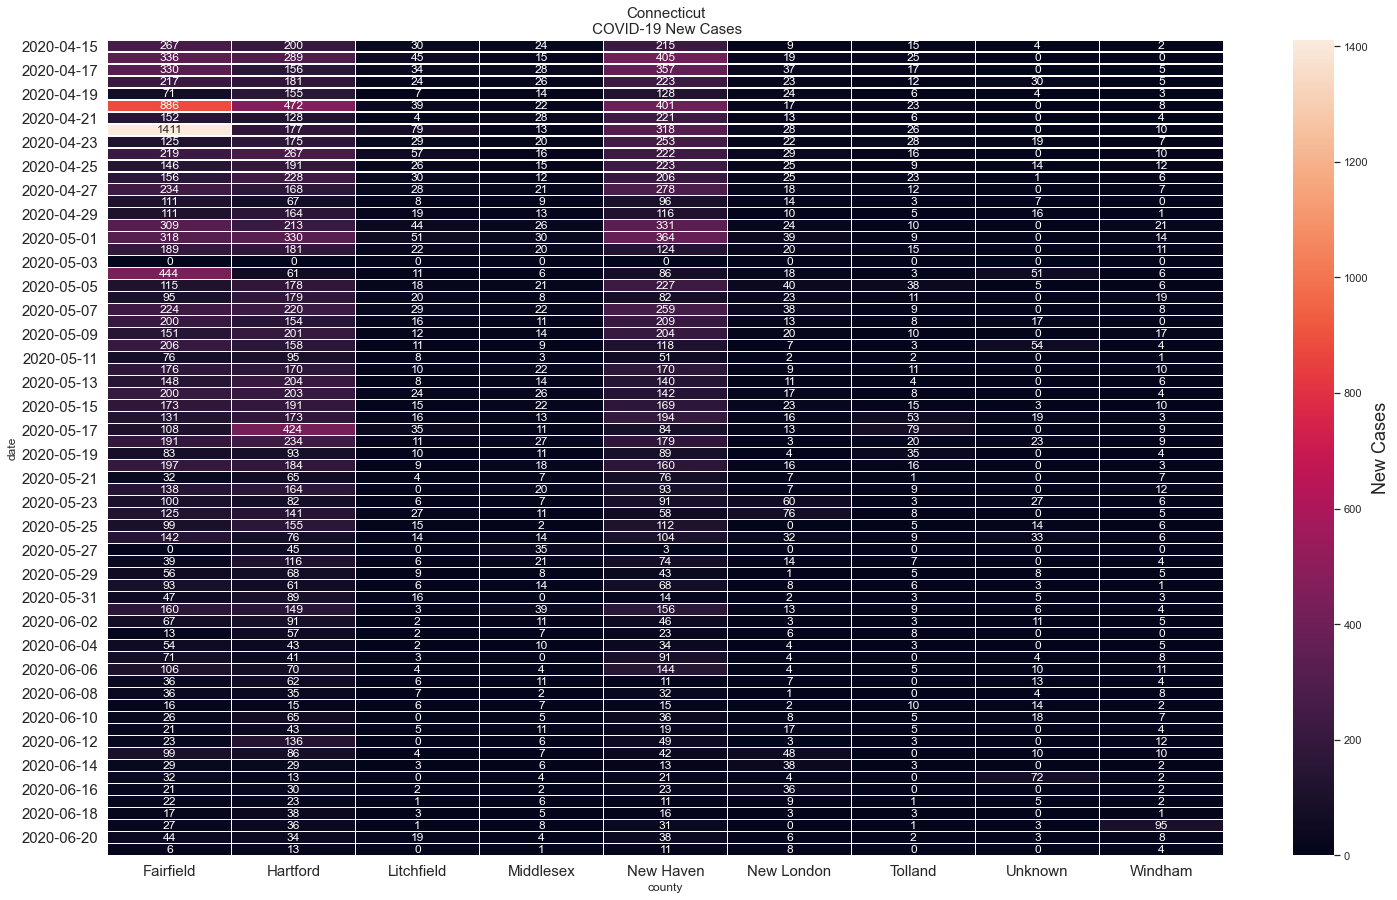 Connecticut
COVID-19 New Cases
2020-04-15 267 200 30 24 215 9 15 4 2
336 289 45 15 405 19 25 0 0
2020-04-17 330 156 34 28 357 37 17 0 5
217 181 24 26 223 23 12 30 5
2020-04-19 71 155 7 14 128 24 6 4 3
886 472 39 22 401 17 23 0 8
2020-04-21 152 128 4 28 221 13 6 0 4
1411 177 79 13 318 28 26 0 10
2020-04-23 125 175 29 20 253 22 28 19 7
219 267 57 16 222 29 16 0 10
2020-04-25 146 191 26 15 223 25 9 14 12
156 228 30 12 206 25 23 1 6
2020-04-27 234 168 28 21 278 18 12 0 7
111 67 8 9 96 14 3 7 0
2020-04-29 111 164 19 13 116 10 5 16 1
309 213 44 26 331 24 10 0 21
2020-05-01 318 330 51 30 364 39 9 0 14
189 181 22 20 124 20 15 0 11
2020-05-03 0 0 0 0 0 0 0 0 0
444 61 11 6 86 18 3 51 6
2020-05-05 115 178 18 21 227 40 38 5 6
95 179 20 8 82 23 11 0 19
2020-05-07 224 220 29 22 259 38 9 0 8
200 154 16 11 209 13 8 17 0
2020-05-09 151 201 12 14 204 20 10 0 17
206 158 11 9 118 7 3 54 4
2020-05-11 76 95 8 3 51 2 2 0 1
176 170 10 22 170 9 11 0 10
2020-05-13 148 204 8 14 140 11 4 0 6
200 203 24 26 142 17 8 0 4
2020-05-15 173 191 15 22 169 23 15 3 10
131 173 16 13 194 16 53 19 3
2020-05-17 108 424 35 11 84 13 79 0 9
191 234 11 27 179 3 20 23 9
2020-05-19 83 93 10 11 89 4 35 0 4
197 184 9 18 160 16 16 0 3
2020-05-21 32 65 4 7 76 7 1 0 7
138 164 0 20 93 7 9 0 12
2020-05-23 100 82 6 7 91 60 3 27 6
125 141 27 11 58 76 8 0 5
2020-05-25 99 155 15 2 112 0 5 14 6
142 76 14 14 104 32 9 33 6
2020-05-27 0 45 0 35 3 0 0 0 0
39 116 6 21 74 14 7 0 4
2020-05-29 56 68 9 8 43 1 5 8 5
93 61 6 14 68 8 6 3 1
2020-05-31 47 89 16 0 14 2 3 5 3
160 149 3 39 156 13 9 6 4
2020-06-02 67 91 2 11 46 3 3 11 5
13 57 2 7 23 6 8 0 0
2020-06-04 54 43 2 10 34 4 3 0 5
71 41 3 0 91 4 0 4 8
2020-06-06 106 70 4 4 144 4 5 10 11
36 62 6 11 11 7 0 13 4
2020-06-08 36 35 7 2 32 1 0 4 8
16 15 6 7 15 2 10 14 2
2020-06-10 26 65 0 5 36 8 5 18 7
21 43 5 11 19 17 5 0 4
2020-06-12 23 136 0 6 49 3 3 0 12
99 86 4 7 42 48 0 10 10
2020-06-14 29 29 3 6 13 38 3 0 2
32 13 0 4 21 4 0 72 2
2020-06-16 21 30 2 2 23 36 0 0 2
22 23 1 6 11 9 1 5 2
2020-06-18 17 38 3 5 16 3 3 0 1
27 36 1 8 31 0 1 3 95
2020-06-20 44 34 19 4 38 6 2 3 8
6 13 0 1 11 8 0 0 4
Fairfield Hartford Litchfield Middlesex New Haven New London Tolland Unknown Windham
county
date
1400
1200
1000
800
600
400
200
0
New Cases